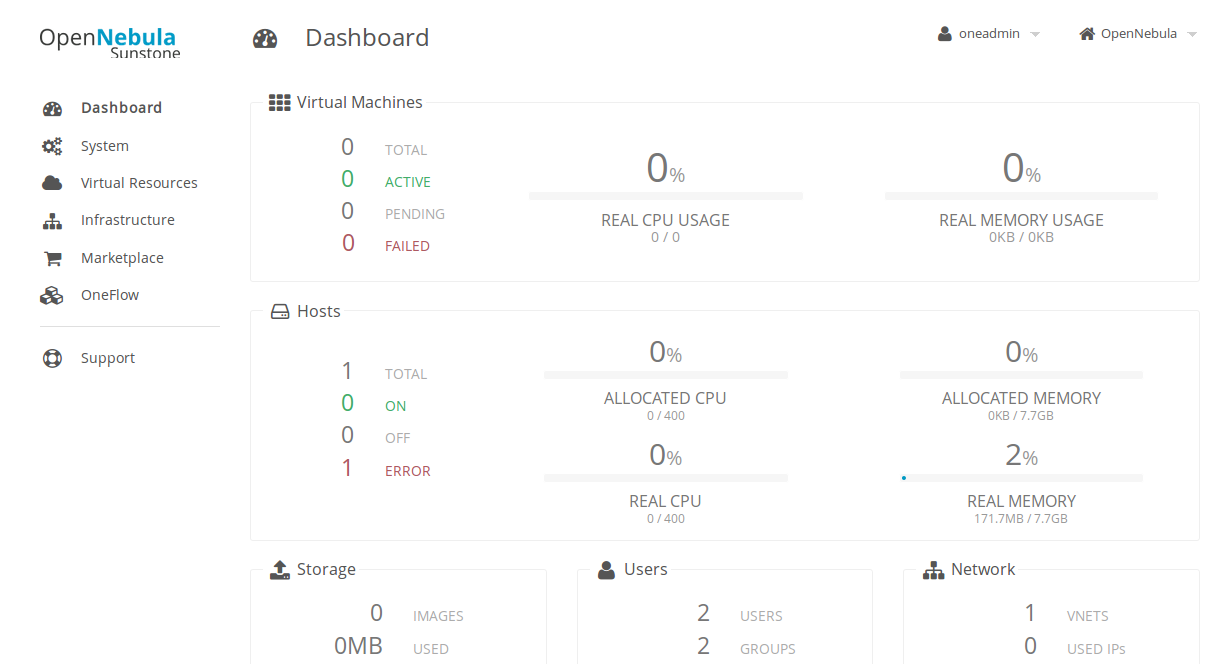 OpenNebula
Sunstone
Dashboard
oneadmin
OpenNebula
Dashboard
System
Virtual Resources
Infrastructure
Marketplace
OneFlow
Support
Virtual Machines
0 TOTAL
0 ACTIVE
0 PENDING
0 FAILED
0%
REAL CPU USAGE
0 / 0
0%
REAL MEMORY USAGE
0KB / 0KB
Hosts
1 TOTAL
0 ON
0 OFF
1 ERROR
0%
ALLOCATED CPU
0 / 400
0%
ALLOCATED MEMORY
0KB / 7.7GB
0%
REAL CPU
0 / 400
2%
REAL MEMORY
171.7MB / 7.7GB
Storage
0 IMAGES
0MB USED
Users
2 USERS
2 GROUPS
Network
1 VNETS
0 USED IPs